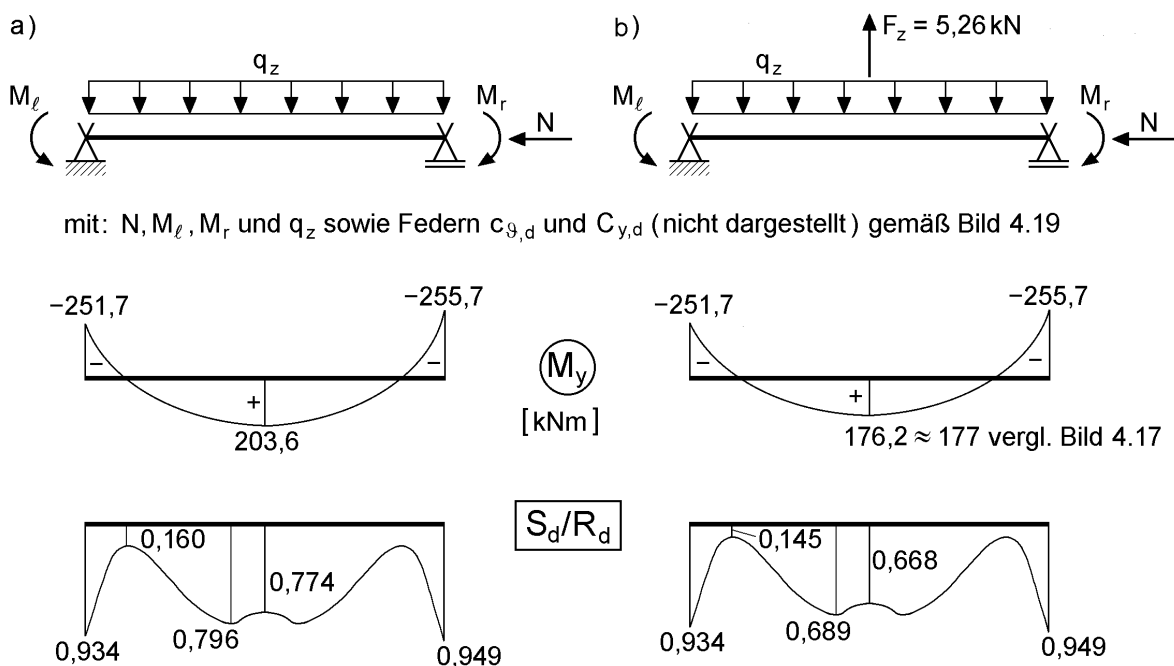 a)
b)
F_z = 5,26 kN
q_z
q_z
M_ℓ
M_r
N
M_ℓ
M_r
N
mit: N, M_ℓ, M_r und q_z sowie Federn c_ϑ,d und C_y,d (nicht dargestellt) gemäß Bild 4.19
−251,7
−255,7
−251,7
−255,7
−
−
+
203,6
M_y
[kNm]
−
−
+
176,2 ≈ 177 vergl. Bild 4.17
S_d/R_d
0,160
0,774
0,796
0,934
0,949
0,145
0,668
0,689
0,934
0,949